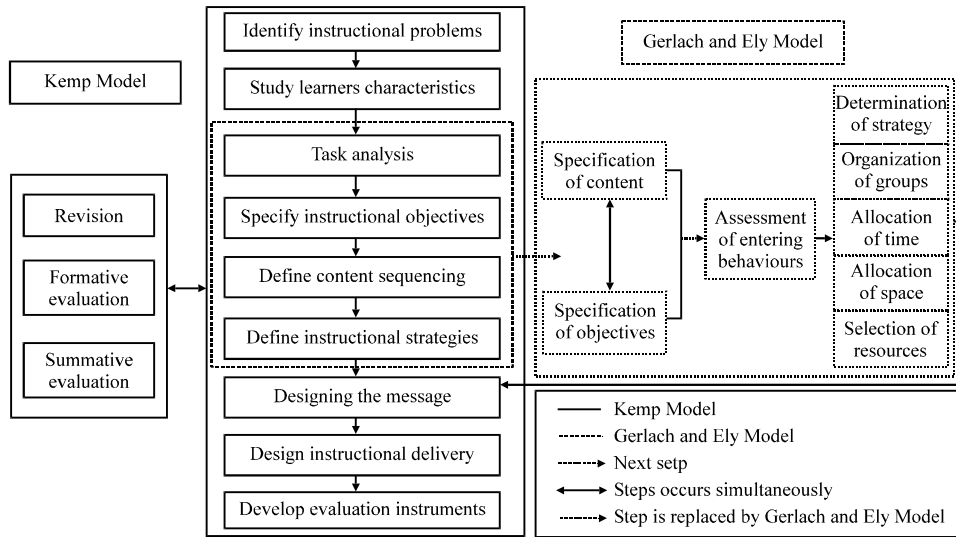 Kemp Model
Revision
Formative
evaluation
Summative
evaluation
Identify instructional problems
Study learners characteristics
Task analysis
Specify instructional objectives
Define content sequencing
Define instructional strategies
Designing the message
Design instructional delivery
Develop evaluation instruments
Gerlach and Ely Model
Specification
of content
Specification
of objectives
Assessment
of entering
behaviours
Determination
of strategy
Organization
of groups
Allocation
of time
Allocation
of space
Selection of
resources
Kemp Model
Gerlach and Ely Model
Next setp
Steps occurs simultaneously
Step is replaced by Gerlach and Ely Model